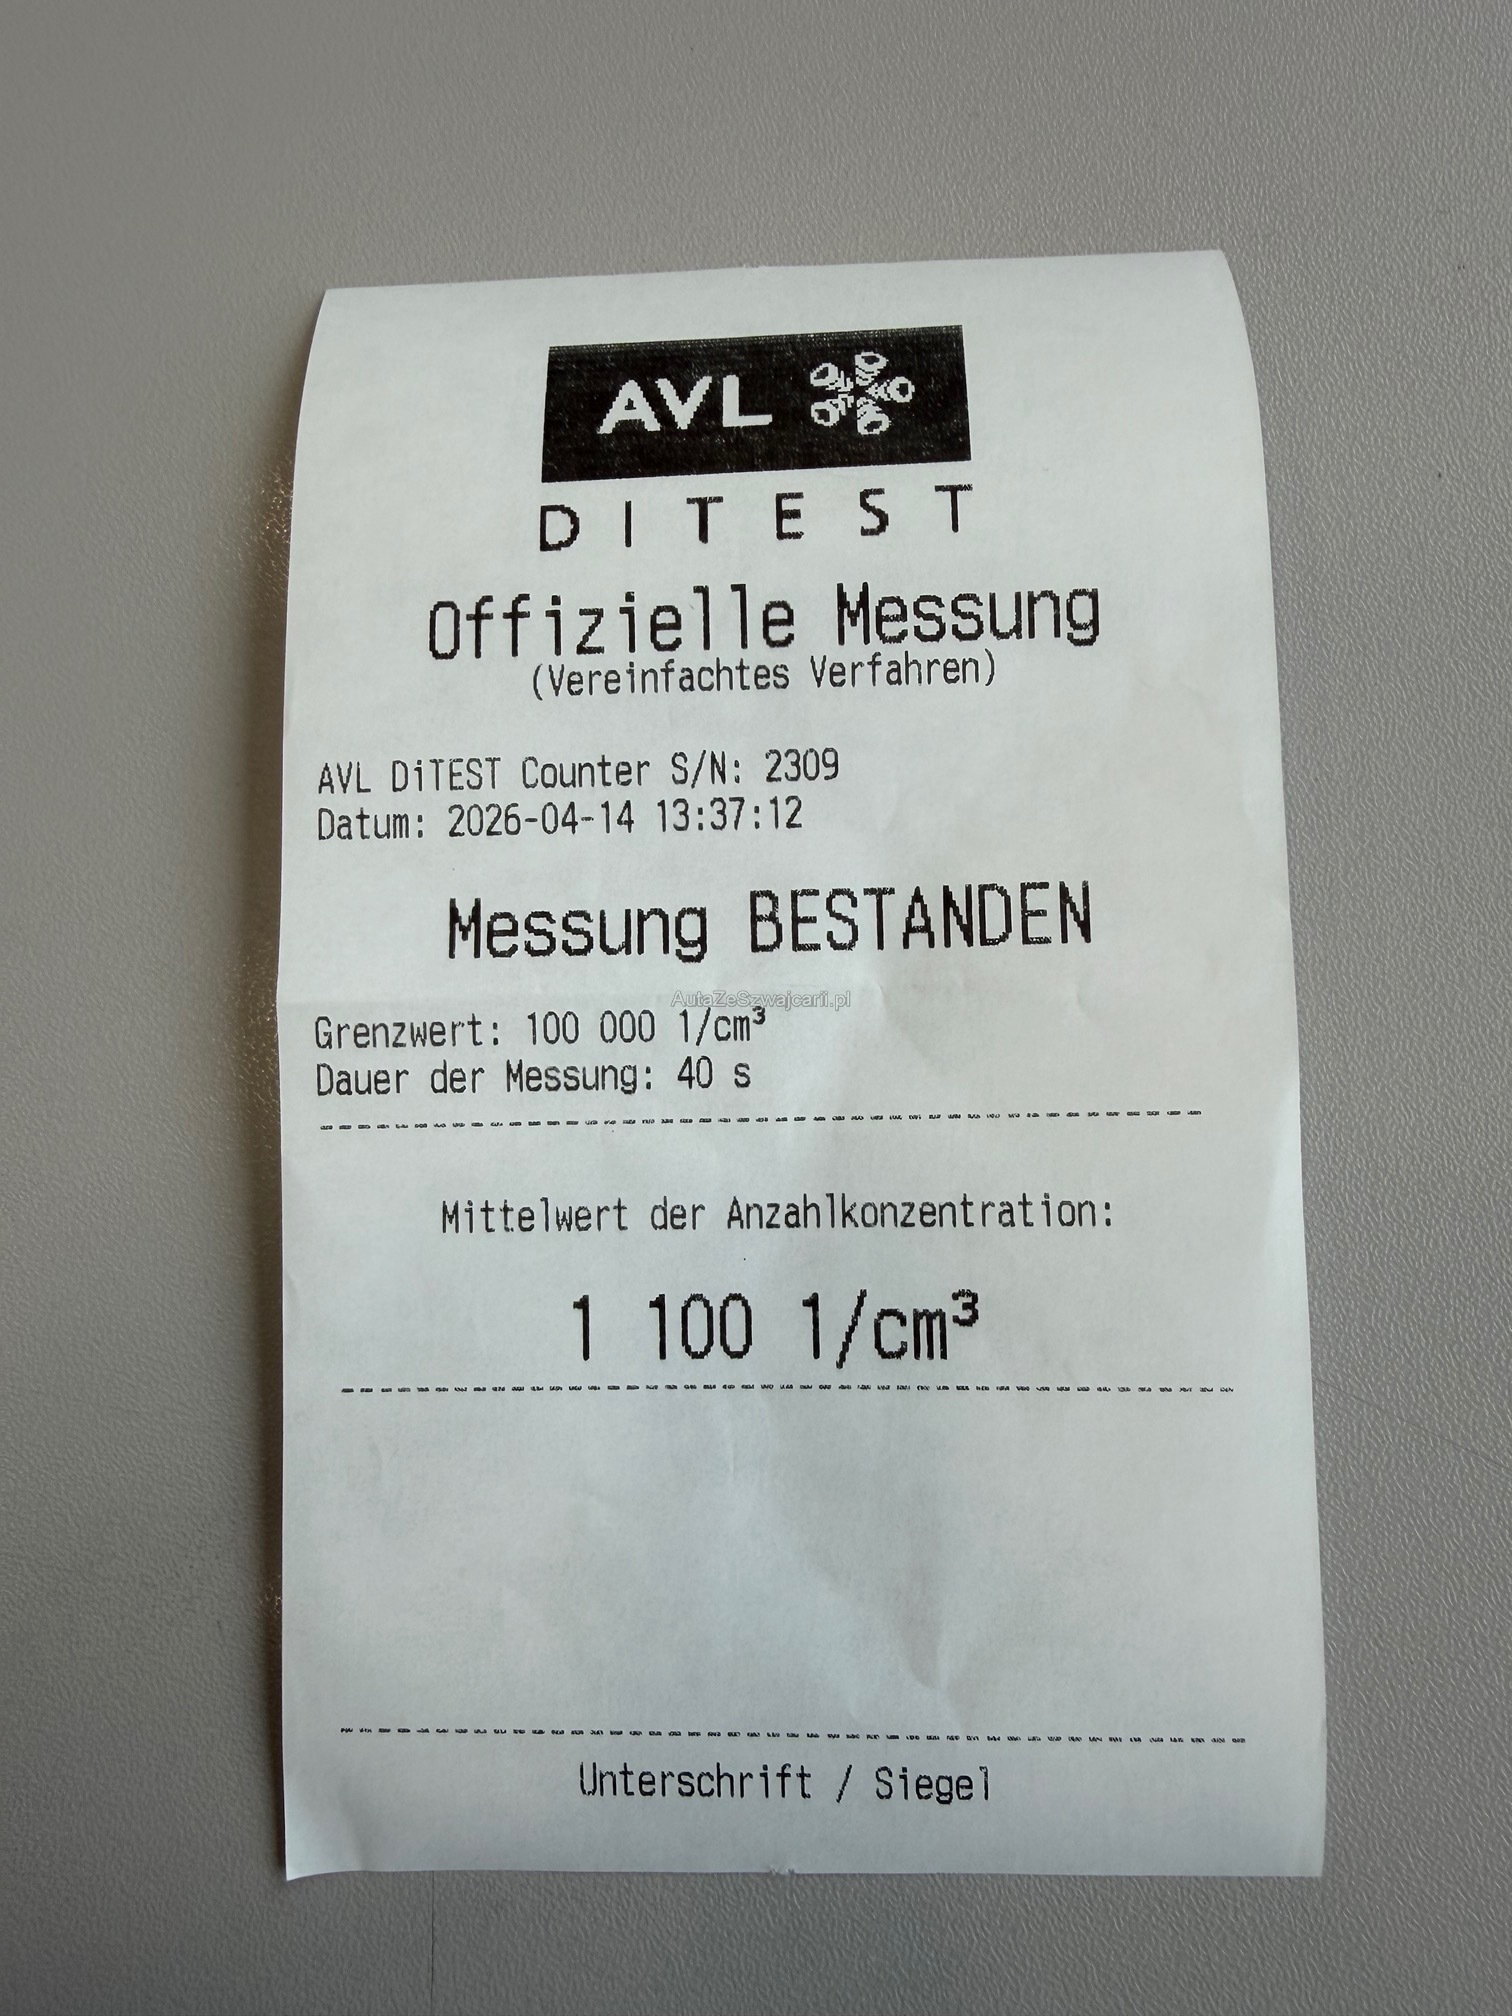 AVL
DITEST
Offizielle Messung
(Vereinfachtes Verfahren)
AVL DiTEST Counter S/N: 2309
Datum: 2026-04-14 13:37:12
Messung BESTANDEN
AutaZeSzwajcarii.pl
Grenzwert: 100 000 1/cm³
Dauer der Messung: 40 s
Mittelwert der Anzahlkonzentration:
1 100 1/cm³
Unterschrift / Siegel